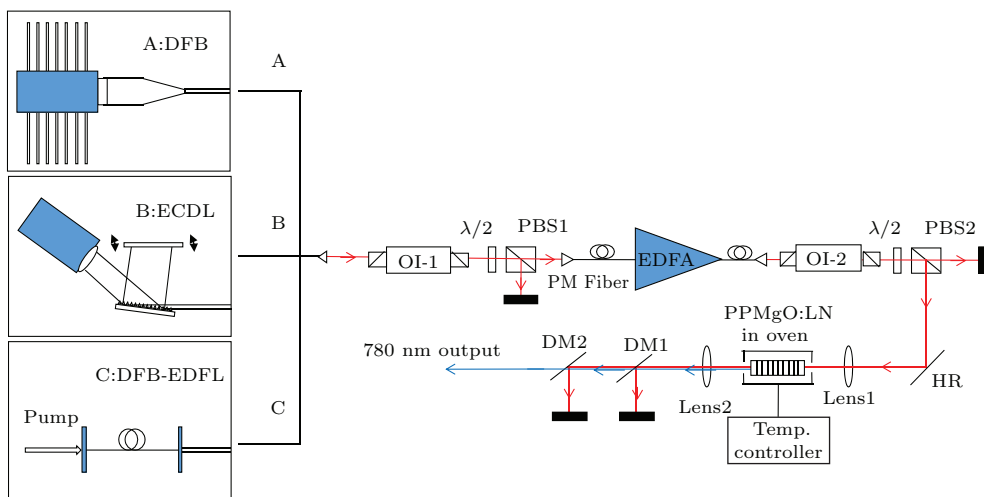 A:DFB
A
B:ECDL
B
C:DFB-EDFL
C
Pump
OI-1
λ/2
PBS1
PM Fiber
EDFA
OI-2
λ/2
PBS2
PPMgO:LN
in oven
HR
Lens1
Lens2
DM1
DM2
780 nm output
Temp.
controller